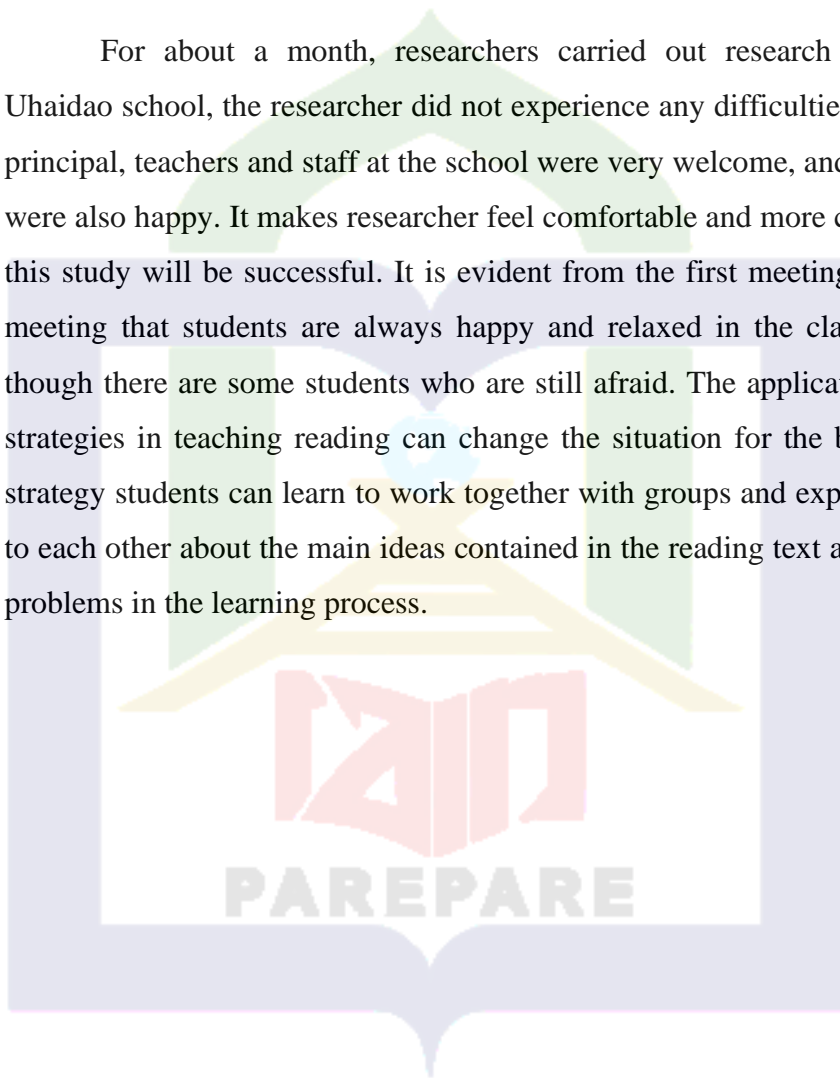 For about a month, researchers carried out research
Uhaidao school, the researcher did not experience any difficultie
principal, teachers and staff at the school were very welcome, and
were also happy. It makes researcher feel comfortable and more c
this study will be successful. It is evident from the first meeting
meeting that students are always happy and relaxed in the cla
though there are some students who are still afraid. The applicat
strategies in teaching reading can change the situation for the b
strategy students can learn to work together with groups and exp
to each other about the main ideas contained in the reading text a
problems in the learning process.
iain
PAREPARE